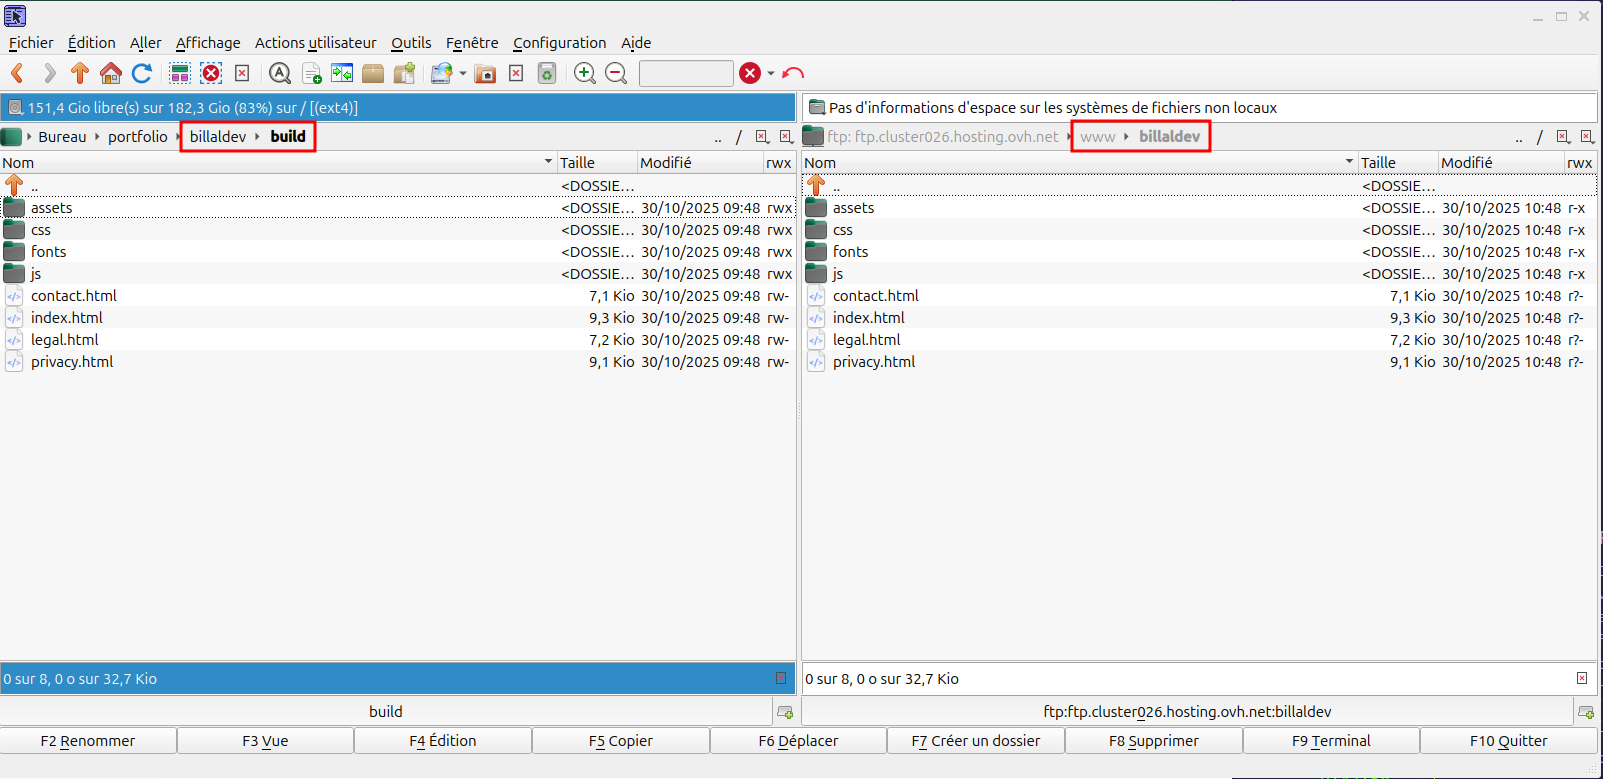 Fichier Édition Aller Affichage Actions utilisateur Outils Fenêtre Configuration Aide
151,4 Gio libre(s) sur 182,3 Gio (83%) sur / [(ext4)]
Bureau portfolio billaldev build .. /
Nom Taille Modifié rwx
.. <DOSSIE...
assets <DOSSIE... 30/10/2025 09:48 rwx
css <DOSSIE... 30/10/2025 09:48 rwx
fonts <DOSSIE... 30/10/2025 09:48 rwx
js <DOSSIE... 30/10/2025 09:48 rwx
contact.html 7,1 Kio 30/10/2025 09:48 rw-
index.html 9,3 Kio 30/10/2025 09:48 rw-
legal.html 7,2 Kio 30/10/2025 09:48 rw-
privacy.html 9,1 Kio 30/10/2025 09:48 rw-
0 sur 8, 0 o sur 32,7 Kio
build
Pas d'informations d'espace sur les systèmes de fichiers non locaux
ftp: ftp.cluster026.hosting.ovh.net www billaldev .. /
Nom Taille Modifié rwx
.. <DOSSIE...
assets <DOSSIE... 30/10/2025 10:48 r-x
css <DOSSIE... 30/10/2025 10:48 r-x
fonts <DOSSIE... 30/10/2025 10:48 r-x
js <DOSSIE... 30/10/2025 10:48 r-x
contact.html 7,1 Kio 30/10/2025 10:48 r?-
index.html 9,3 Kio 30/10/2025 10:48 r?-
legal.html 7,2 Kio 30/10/2025 10:48 r?-
privacy.html 9,1 Kio 30/10/2025 10:48 r?-
0 sur 8, 0 o sur 32,7 Kio
ftp:ftp.cluster026.hosting.ovh.net:billaldev
F2 Renommer F3 Vue F4 Édition F5 Copier F6 Déplacer F7 Créer un dossier F8 Supprimer F9 Terminal F10 Quitter